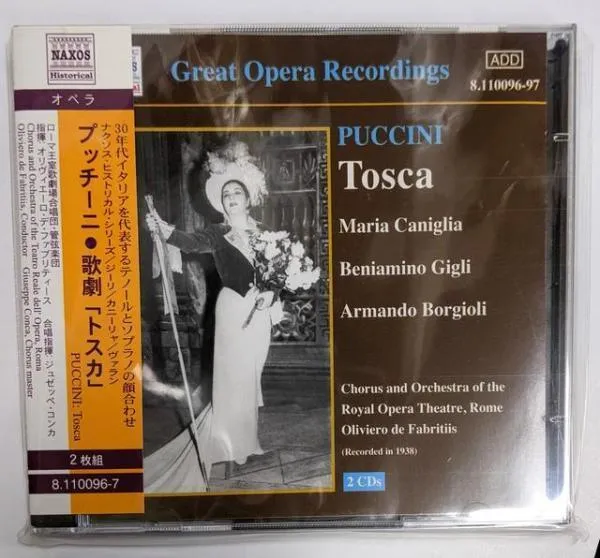 NAXOS
Historical
オペラ
30年代イタリアを代表するテノールとソプラノの顔合わせ
ナクソス・ヒストリカル・シリーズ/ジーリ/カニーリャ/ヴァラン
プッチーニ●歌劇「トスカ」
PUCCINI: Tosca
ローマ王室歌劇場合唱団・管弦楽団
指揮:オリヴィエーロ・デ・ファブリティース 合唱指揮:ジュゼッペ・コンカ
Chorus and Orchestra of the Teatro Reale dell' Opera, Roma
Oliviero de Fabritiis, Conductor Giuseppe Conca, Chorus master
2枚組
8.110096-7
Great Opera Recordings
ADD
8.110096-97
PUCCINI
Tosca
Maria Caniglia
Beniamino Gigli
Armando Borgioli
Chorus and Orchestra of the
Royal Opera Theatre, Rome
Oliviero de Fabritiis
(Recorded in 1938)
2 CDs